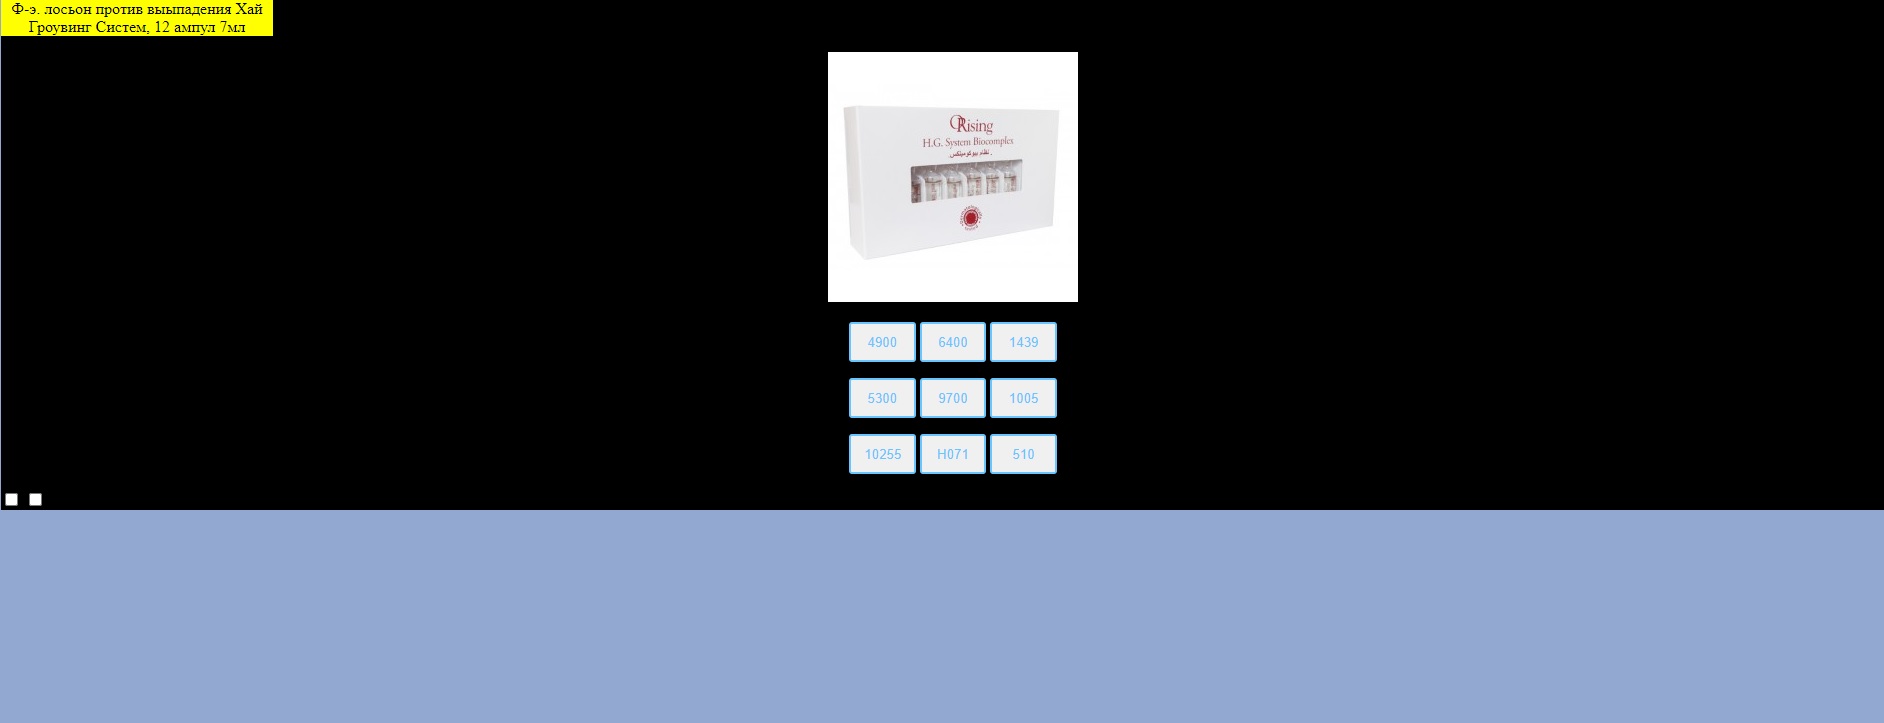 Ф-э. лосьон против выыпадения Хай
Гроувинг Систем, 12 ампул 7мл
ORising
H.G. System Biocomplex
4900 6400 1439
5300 9700 1005
10255 H071 510